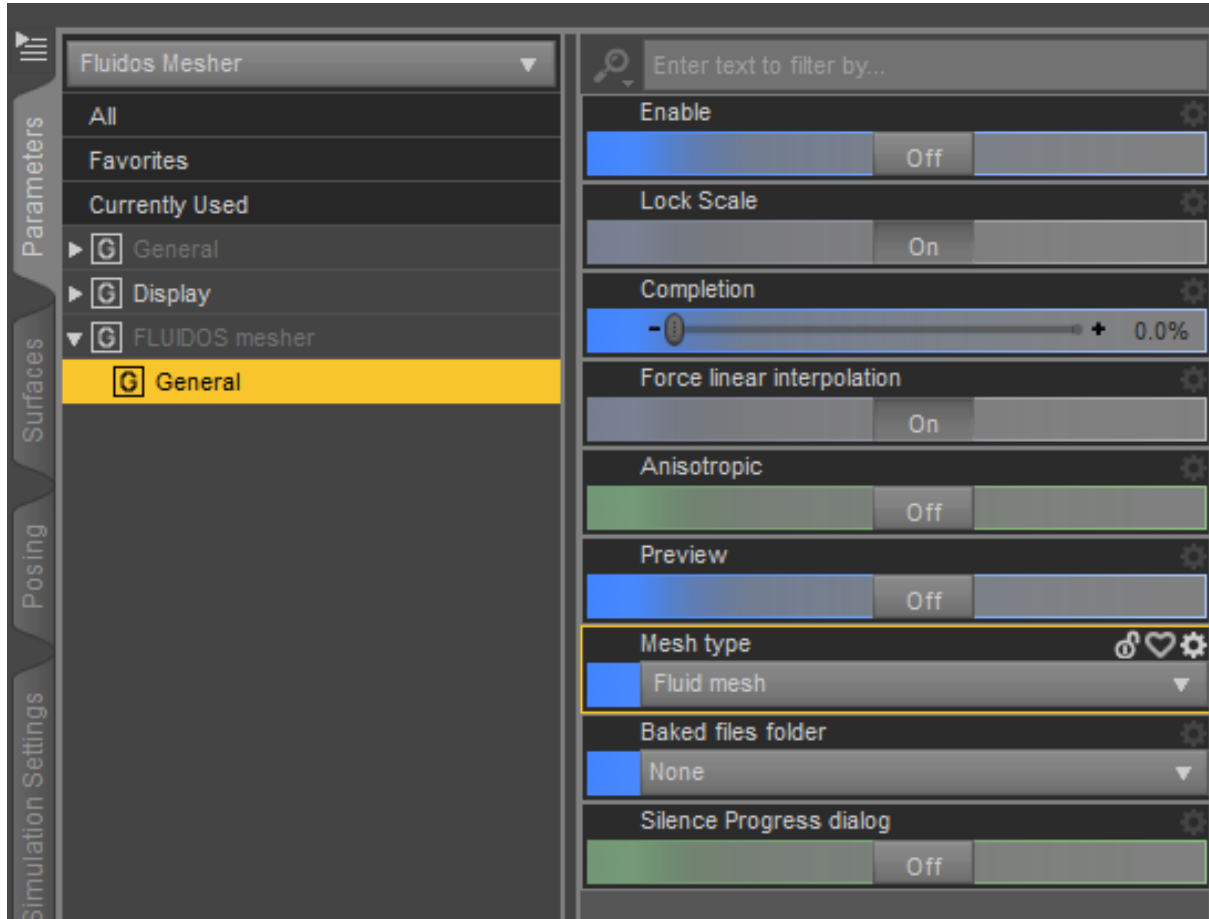 Parameters
Surfaces
Posing
Simulation Settings
Fluidos Mesher
All
Favorites
Currently Used
G General
G Display
G FLUIDOS mesher
G General
Enter text to filter by...
Enable
Off
Lock Scale
On
Completion
- + 0.0%
Force linear interpolation
On
Anisotropic
Off
Preview
Off
Mesh type
Fluid mesh
Baked files folder
None
Silence Progress dialog
Off